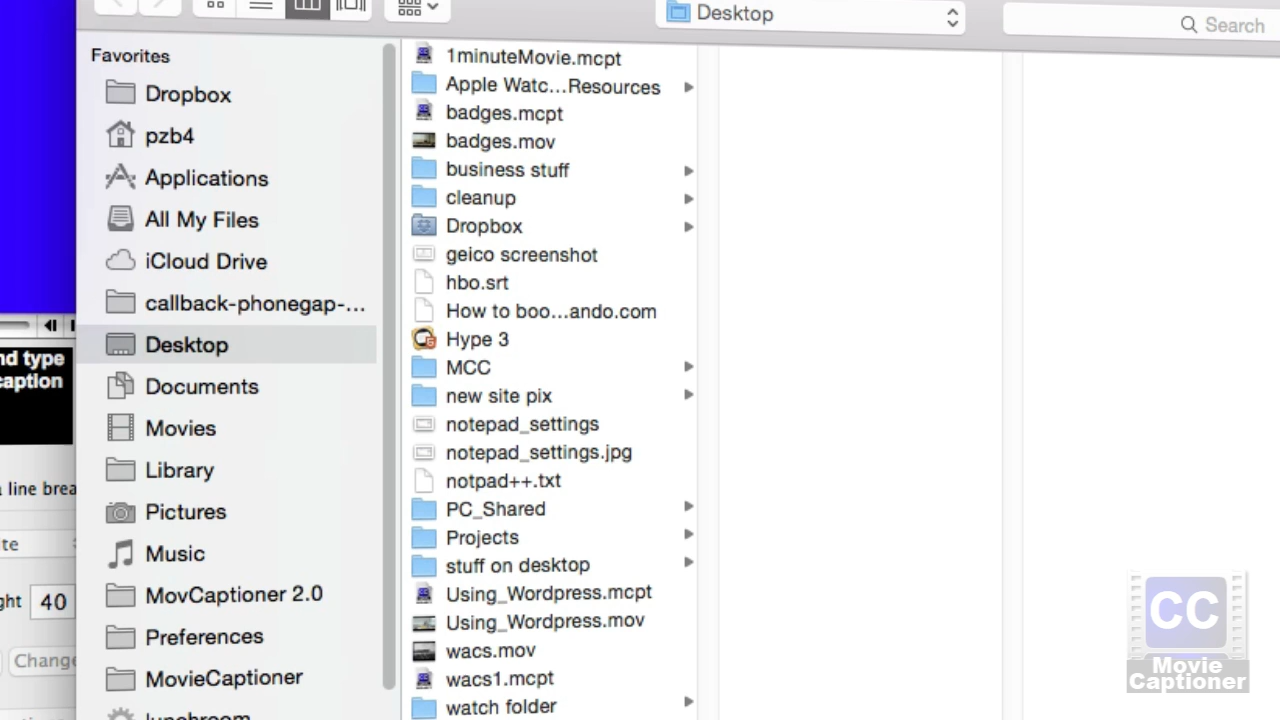 Desktop
Search
Favorites
Dropbox
pzb4
Applications
All My Files
iCloud Drive
callback-phonegap-...
Desktop
Documents
Movies
Library
Pictures
Music
MovCaptioner 2.0
Preferences
MovieCaptioner
lunchroom
1minuteMovie.mcpt
Apple Watc...Resources
badges.mcpt
badges.mov
business stuff
cleanup
Dropbox
geico screenshot
hbo.srt
How to boo...ando.com
Hype 3
MCC
new site pix
notepad_settings
notepad_settings.jpg
notpad++.txt
PC_Shared
Projects
stuff on desktop
Using_Wordpress.mcpt
Using_Wordpress.mov
wacs.mov
wacs1.mcpt
watch folder
nd type
caption
line brea
te
ght 40
Change
CC
Movie
Captioner